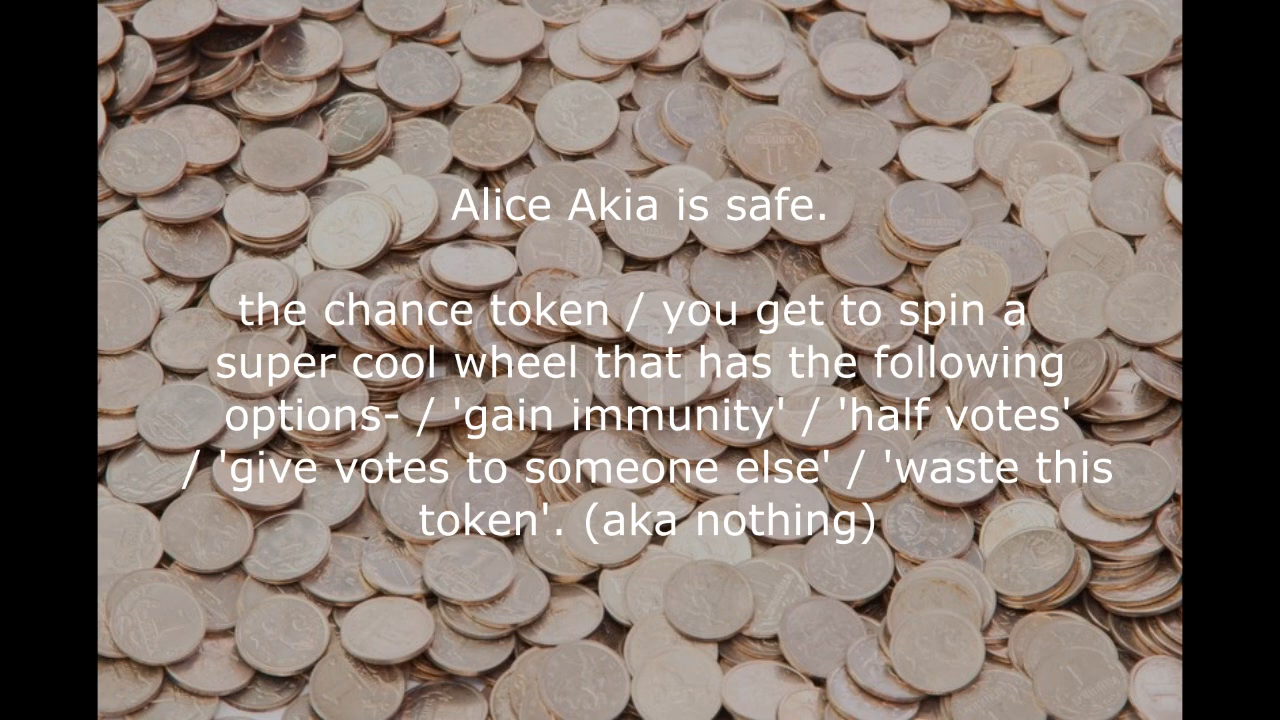 Alice Akia is safe.
the chance token / you get to spin a
super cool wheel that has the following
options- / 'gain immunity' / 'half votes'
/ 'give votes to someone else' / 'waste this
token'. (aka nothing)